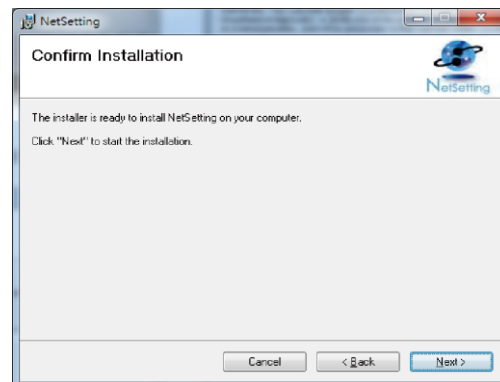 NetSetting
Confirm Installation
NetSetting
The installer is ready to install NetSetting on your computer.
Click "Next" to start the installation.
Cancel
< Back
Next >